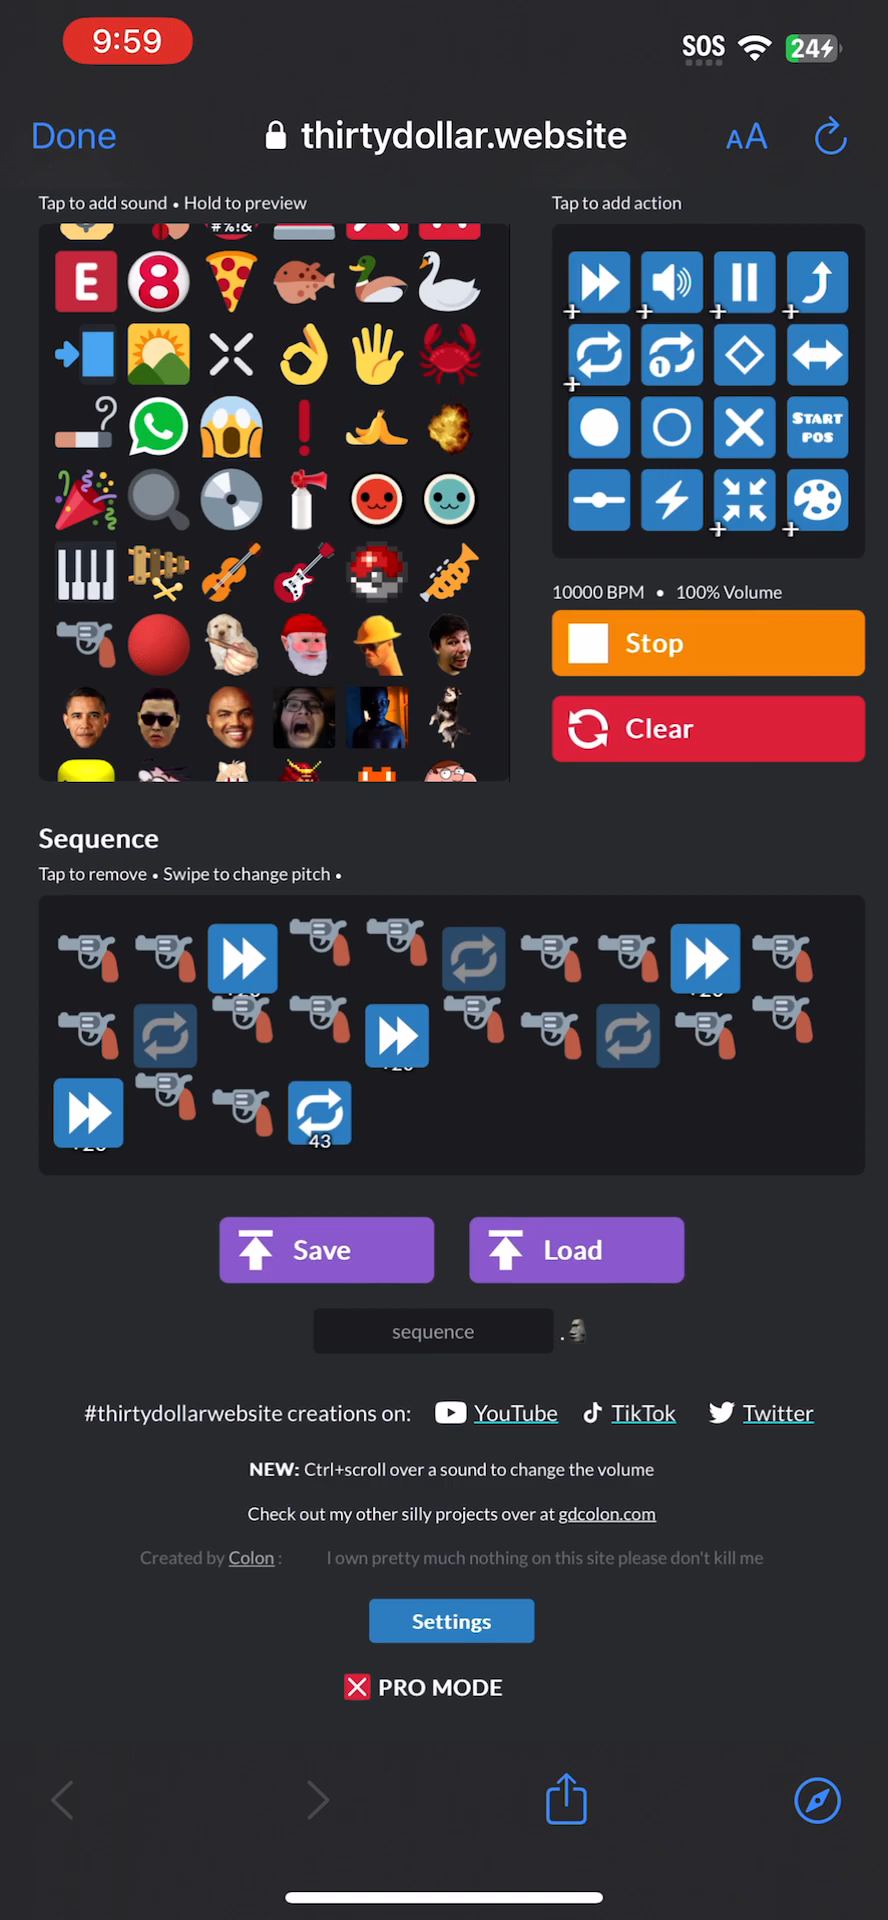 9:59
SOS
24
Done
thirtydollar.website
AA
Tap to add sound • Hold to preview
Tap to add action
#%!&
E
8
1
START
POS
10000 BPM • 100% Volume
Stop
Clear
Sequence
Tap to remove • Swipe to change pitch •
43
Save
Load
sequence
.
#thirtydollarwebsite creations on:
YouTube
TikTok
Twitter
NEW: Ctrl+scroll over a sound to change the volume
Check out my other silly projects over at gdcolon.com
Created by Colon :
I own pretty much nothing on this site please don't kill me
Settings
PRO MODE